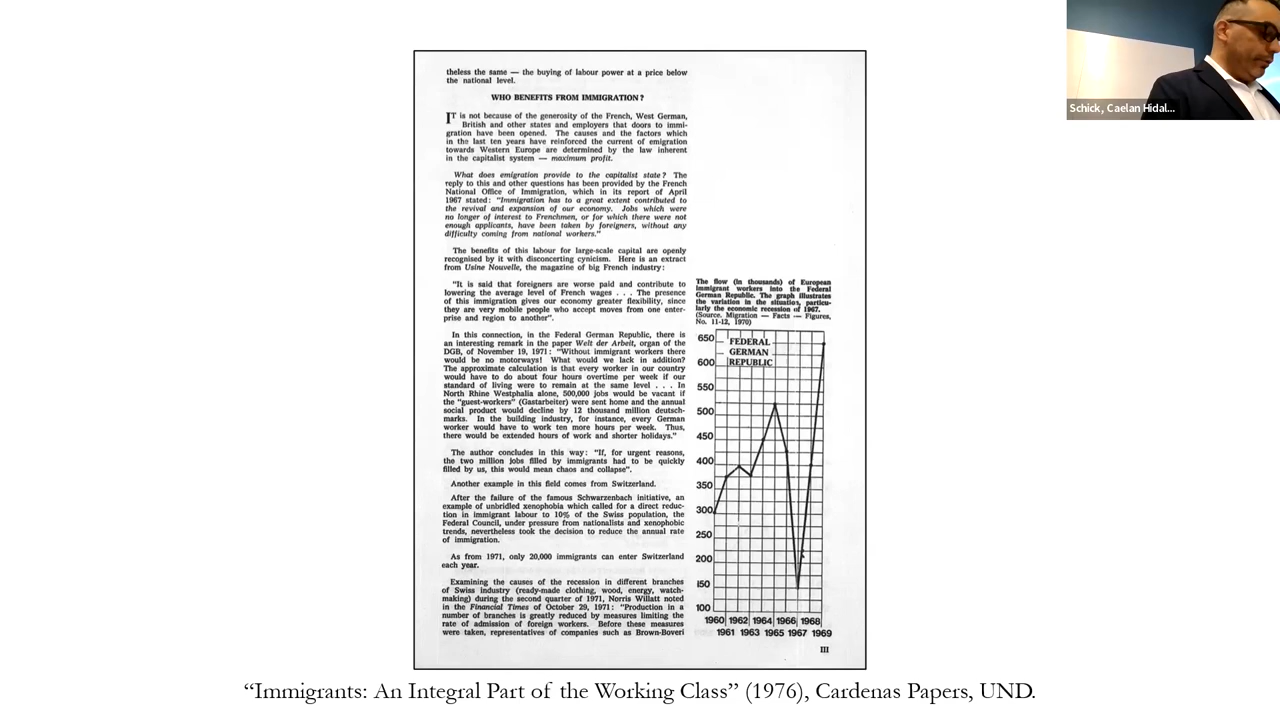 theless the same — the buying of labour power at a price below
the national level.
WHO BENEFITS FROM IMMIGRATION?
IT is not because of the generosity of the French, West German,
British and other states and employers that doors to immi-
gration have been opened. The causes and the factors which
in the last ten years have reinforced the current of emigration
towards Western Europe are determined by the law inherent
in the capitalist system — maximum profit.
What does emigration provide to the capitalist state? The
reply to this and other questions has been provided by the French
National Office of Immigration, which in its report of April
1967 stated: "Immigration has to a great extent contributed to
the revival and expansion of our economy. Jobs which were
no longer of interest to Frenchmen, or for which there were not
enough applicants, have been taken by foreigners, without any
difficulty coming from national workers."
The benefits of this labour for large-scale capital are openly
recognised by it with disconcerting cynicism. Here is an extract
from Usine Nouvelle, the magazine of big French industry:
"It is said that foreigners are worse paid and contribute to
lowering the average level of French wages . . . The presence
of this immigration gives our economy greater flexibility, since
they are very mobile people who accept moves from one enter-
prise and region to another".
In this connection, in the Federal German Republic, there is
an interesting remark in the paper Welt der Arbeit, organ of the
DGB, of November 19, 1971: "Without immigrant workers there
would be no motorways! What would we lack in addition?
The approximate calculation is that every worker in our country
would have to do about four hours overtime per week if our
standard of living were to remain at the same level . . . In
North Rhine Westphalia alone, 500,000 jobs would be vacant if
the "guest-workers" (Gastarbeiter) were sent home and the annual
social product would decline by 12 thousand million deutsch-
marks. In the building industry, for instance, every German
worker would have to work ten more hours per week. Thus,
there would be extended hours of work and shorter holidays."
The author concludes in this way: "If, for urgent reasons,
the two million jobs filled by immigrants had to be quickly
filled by us, this would mean chaos and collapse".
Another example in this field comes from Switzerland.
After the failure of the famous Schwarzenbach initiative, an
example of unbridled xenophobia which called for a direct reduc-
tion in immigrant labour to 10% of the Swiss population, the
Federal Council, under pressure from nationalists and xenophobic
trends, nevertheless took the decision to reduce the annual rate
of immigration.
As from 1971, only 20,000 immigrants can enter Switzerland
each year.
Examining the causes of the recession in different branches
of Swiss industry (ready-made clothing, wood, energy, watch-
making) during the second quarter of 1971, Norris Willatt noted
in the Financial Times of October 29, 1971: "Production in a
number of branches is greatly reduced by measures limiting the
rate of admission of foreign workers. Before these measures
were taken, representatives of companies such as Brown-Boveri
The flow (in thousands) of European
immigrant workers into the Federal
German Republic. The graph illustrates
the variation in the situation, particu-
larly the economic recession of 1967.
(Source. Migration — Facts — Figures,
No. 11-12, 1970)
FEDERAL
GERMAN
REPUBLIC
650
600
550
500
450
400
350
300
250
200
150
100
1960 1962 1964 1966 1968
1961 1963 1965 1967 1969
III
"Immigrants: An Integral Part of the Working Class" (1976), Cardenas Papers, UND.
Schick, Caelan Hidal...